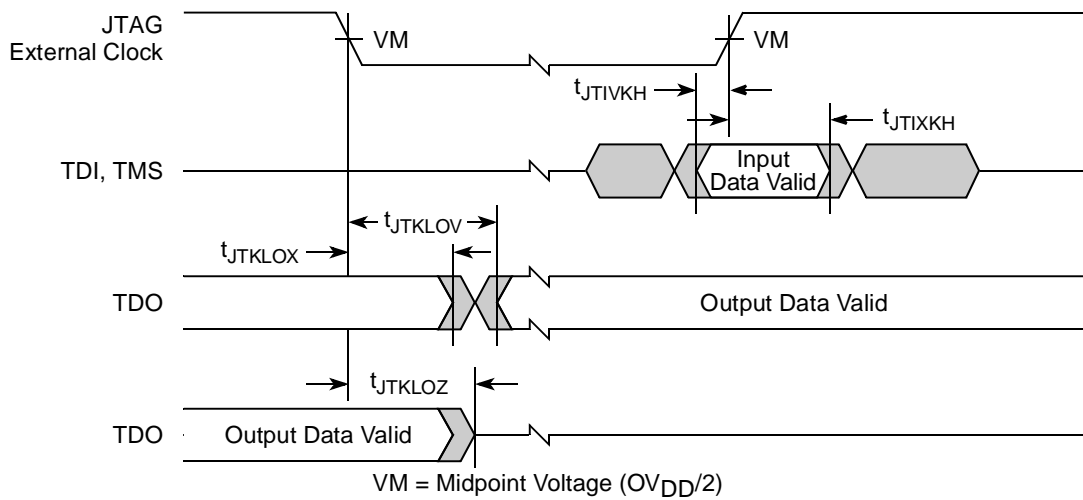 JTAG
External Clock
VM
VM
tJTIVKH
tJTIXKH
TDI, TMS
Input
Data Valid
tJTKLOV
tJTKLOX
TDO
Output Data Valid
tJTKLOZ
TDO
Output Data Valid
VM = Midpoint Voltage (OVDD/2)